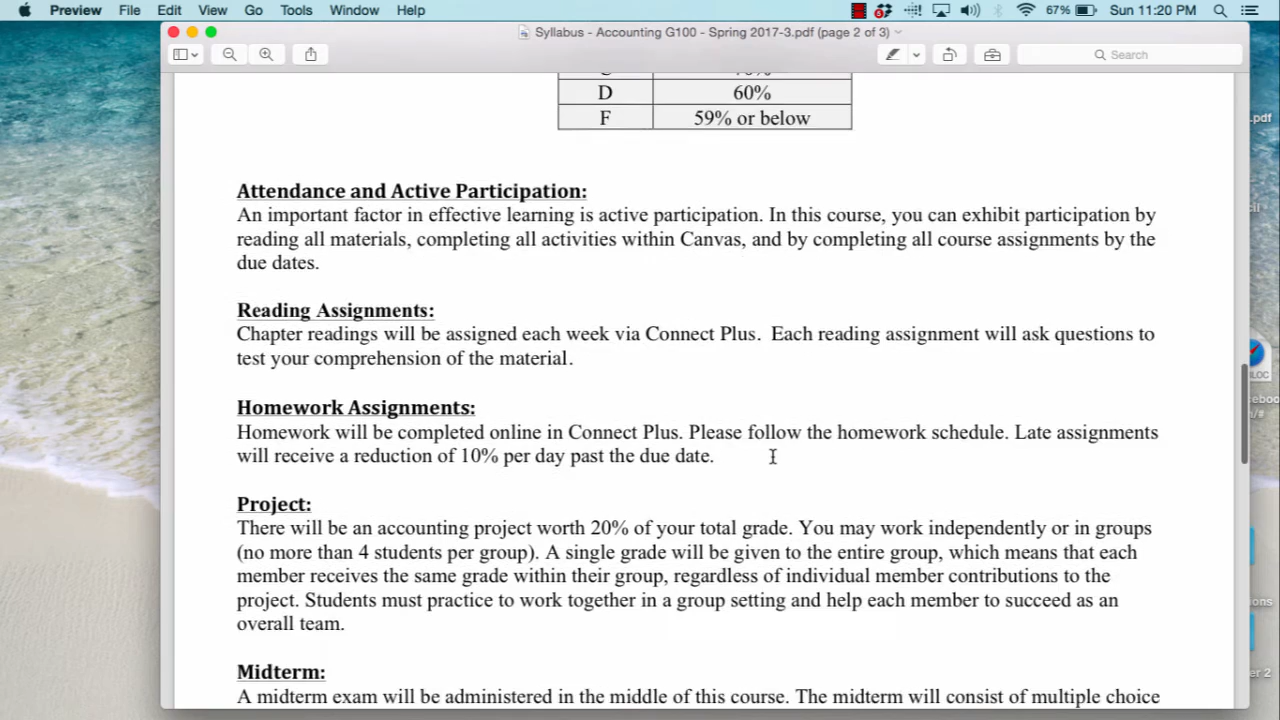 Preview File Edit View Go Tools Window Help 67% Sun 11:20 PM
Syllabus - Accounting G100 - Spring 2017-3.pdf (page 2 of 3)
Search
D 60%
F 59% or below
.pdf
Attendance and Active Participation:
An important factor in effective learning is active participation. In this course, you can exhibit participation by
reading all materials, completing all activities within Canvas, and by completing all course assignments by the
due dates.
Reading Assignments:
Chapter readings will be assigned each week via Connect Plus.  Each reading assignment will ask questions to
test your comprehension of the material.
Homework Assignments:
Homework will be completed online in Connect Plus. Please follow the homework schedule. Late assignments
will receive a reduction of 10% per day past the due date.
Project:
There will be an accounting project worth 20% of your total grade. You may work independently or in groups
(no more than 4 students per group). A single grade will be given to the entire group, which means that each
member receives the same grade within their group, regardless of individual member contributions to the
project. Students must practice to work together in a group setting and help each member to succeed as an
overall team.
Midterm:
A midterm exam will be administered in the middle of this course. The midterm will consist of multiple choice